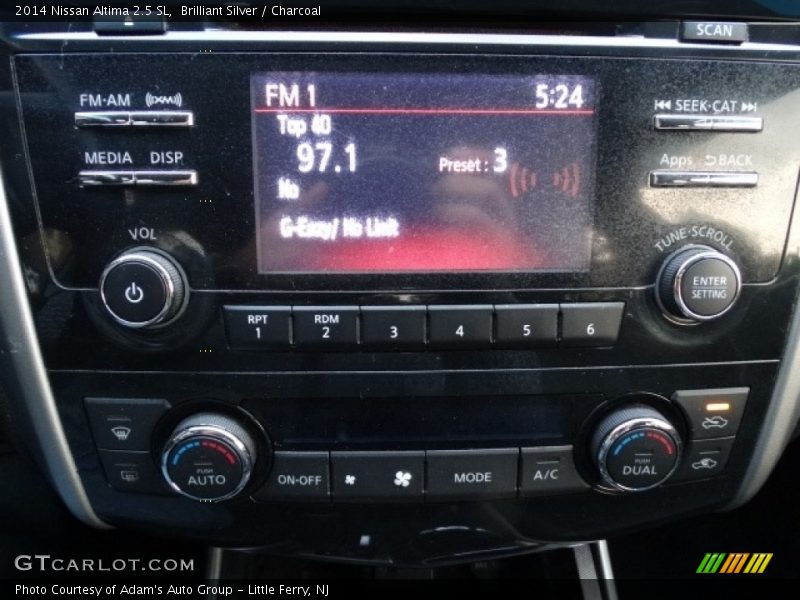 2014 Nissan Altima 2.5 SL,  Brilliant Silver / Charcoal
SCAN
FM·AM (XM)
MEDIA DISP
FM 1 5:24
Top 40
97.1 Preset : 3
No
G-Eazy/ No Limit
SEEK·CAT
Apps BACK
VOL
TUNE·SCROLL
ENTER
SETTING
RPT 1
RDM 2
3
4
5
6
PUSH
AUTO
ON·OFF
MODE
A/C
PUSH
DUAL
GTCARLOT.COM
Photo Courtesy of Adam's Auto Group - Little Ferry, NJ